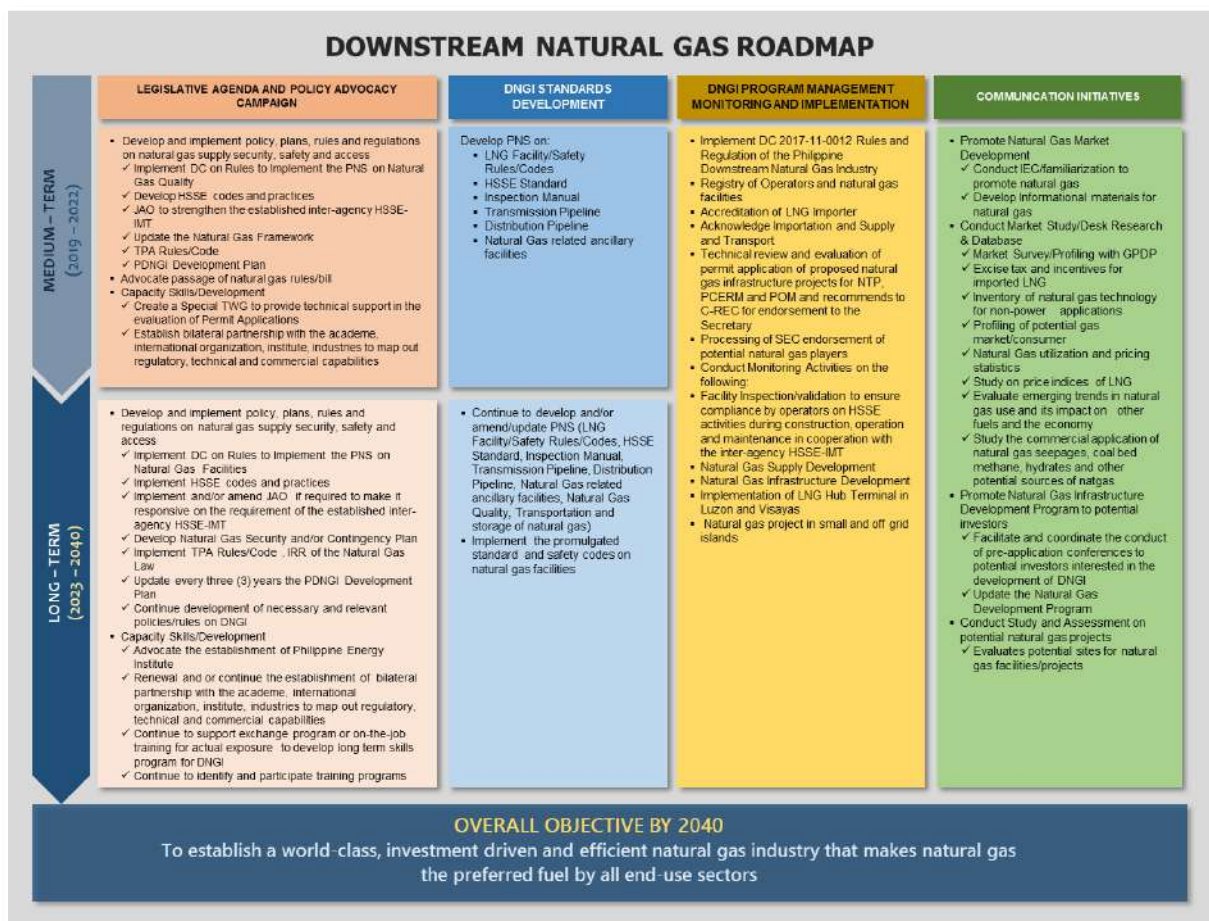 DOWNSTREAM NATURAL GAS ROADMAP
MEDIUM – TERM
(2019 – 2022)
LONG – TERM
(2023 – 2040)
LEGISLATIVE AGENDA AND POLICY ADVOCACY
CAMPAIGN
▪ Develop and implement policy, plans, rules and regulations
on natural gas supply security, safety and access
✓ Implement DC on Rules to Implement the PNS on Natural
Gas Quality
✓ Develop HSSE codes and practices
✓ JAO to strengthen the established inter-agency HSSE-
IMT
✓ Update the Natural Gas Framework
✓ TPA Rules/Code
✓ PDNGI Development Plan
▪ Advocate passage of natural gas rules/bill
▪ Capacity Skills/Development
✓ Create a Special TWG to provide technical support in the
evaluation of Permit Applications
✓ Establish bilateral partnership with the academe,
international organization, institute, industries to map out
regulatory, technical and commercial capabilities
▪ Develop and implement policy, plans, rules and
regulations on natural gas supply security, safety and
access
✓ Implement DC on Rules to Implement the PNS on
Natural Gas Facilities
✓ Implement HSSE codes and practices
✓ Implement and/or amend JAO if required to make it
responsive on the requirement of the established inter-
agency HSSE-IMT
✓ Develop Natural Gas Security and/or Contingency Plan
✓ Implement TPA Rules/Code , IRR of the Natural Gas
Law
✓ Update every three (3) years the PDNGI Development
Plan
✓ Continue development of necessary and relevant
policies/rules on DNGI
▪ Capacity Skills/Development
✓ Advocate the establishment of Philippine Energy
Institute
✓ Renewal and or continue the establishment of bilateral
partnership with the academe, international
organization, institute, industries to map out regulatory,
technical and commercial capabilities
✓ Continue to support exchange program or on-the-job
training for actual exposure to develop long term skills
program for DNGI
✓ Continue to identify and participate training programs
DNGI STANDARDS
DEVELOPMENT
Develop PNS on:
▪ LNG Facility/Safety
Rules/Codes
▪ HSSE Standard
▪ Inspection Manual
▪ Transmission Pipeline
▪ Distribution Pipeline
▪ Natural Gas related ancillary
facilities
▪ Continue to develop and/or
amend/update PNS (LNG
Facility/Safety Rules/Codes, HSSE
Standard, Inspection Manual,
Transmission Pipeline, Distribution
Pipeline, Natural Gas related
ancillary facilities, Natural Gas
Quality, Transportation and
storage of natural gas)
▪ Implement the promulgated
standard and safety codes on
natural gas facilities
DNGI PROGRAM MANAGEMENT
MONITORING AND IMPLEMENTATION
▪ Implement DC 2017-11-0012 Rules and
Regulation of the Philippine
Downstream Natural Gas Industry
▪ Registry of Operators and natural gas
facilities
▪ Accreditation of LNG Importer
▪ Acknowledge Importation and Supply
and Transport
▪ Technical review and evaluation of
permit application of proposed natural
gas infrastructure projects for NTP,
PCERM and POM and recommends to
C-REC for endorsement to the
Secretary
▪ Processing of SEC endorsement of
potential natural gas players
▪ Conduct Monitoring Activities on the
following:
▪ Facility Inspection/validation to ensure
compliance by operators on HSSE
activities during construction, operation
and maintenance in cooperation with
the inter-agency HSSE-IMT
▪ Natural Gas Supply Development
▪ Natural Gas Infrastructure Development
▪ Implementation of LNG Hub Terminal in
Luzon and Visayas
▪ Natural gas project in small and off grid
islands
COMMUNICATION INITIATIVES
▪ Promote Natural Gas Market
Development
✓ Conduct IEC/familiarization to
promote natural gas
✓ Develop informational materials for
natural gas
▪ Conduct Market Study/Desk Research
& Database
✓ Market Survey/Profiling with GPDP
✓ Excise tax and incentives for
imported LNG
✓ Inventory of natural gas technology
for non-power applications
✓ Profiling of potential gas
market/consumer
✓ Natural Gas utilization and pricing
statistics
✓ Study on price indices of LNG
✓ Evaluate emerging trends in natural
gas use and its impact on other
fuels and the economy
✓ Study the commercial application of
natural gas seepages, coal bed
methane, hydrates and other
potential sources of natgas
▪ Promote Natural Gas Infrastructure
Development Program to potential
investors
✓ Facilitate and coordinate the conduct
of pre-application conferences to
potential investors interested in the
development of DNGI
✓ Update the Natural Gas
Development Program
▪ Conduct Study and Assessment on
potential natural gas projects
✓ Evaluates potential sites for natural
gas facilities/projects
OVERALL OBJECTIVE BY 2040
To establish a world-class, investment driven and efficient natural gas industry that makes natural gas
the preferred fuel by all end-use sectors